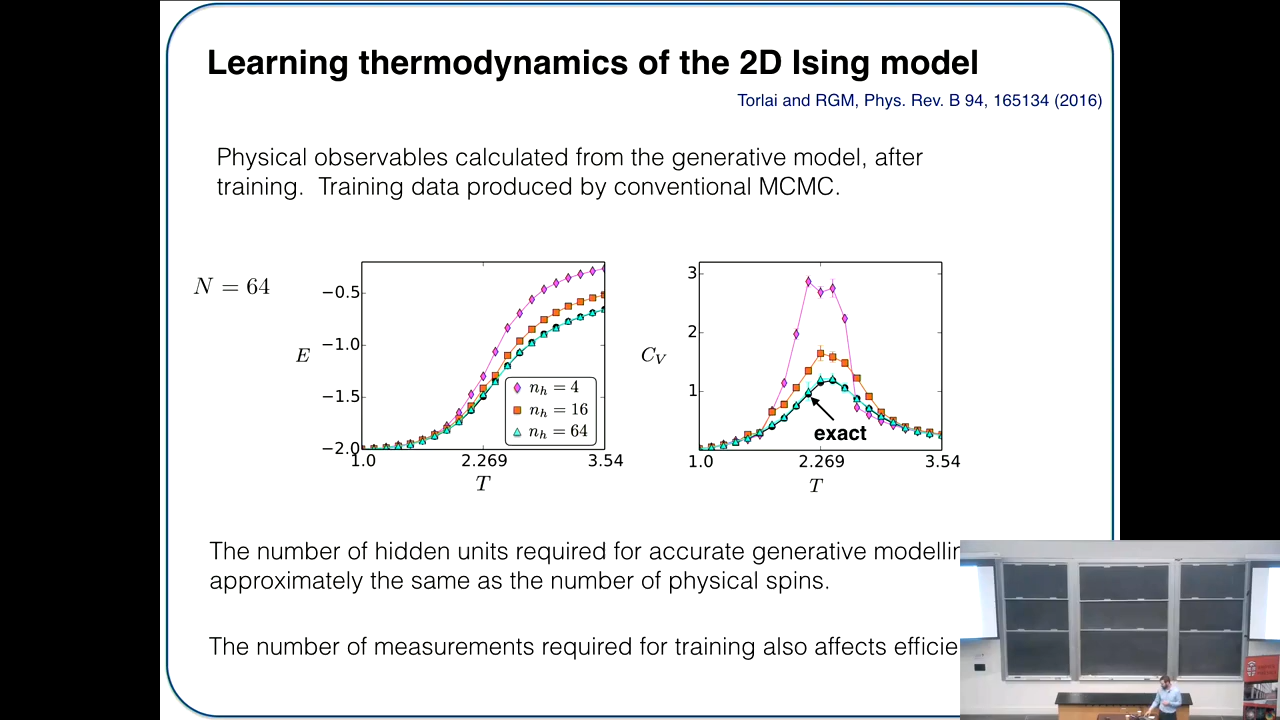 Learning thermodynamics of the 2D Ising model
Torlai and RGM, Phys. Rev. B 94, 165134 (2016)
Physical observables calculated from the generative model, after
training. Training data produced by conventional MCMC.
N = 64
E
−0.5
−1.0
−1.5
−2.0
1.0
2.269
3.54
T
n_h = 4
n_h = 16
n_h = 64
C_V
3
2
1
exact
1.0
2.269
3.54
T
The number of hidden units required for accurate generative modellin
approximately the same as the number of physical spins.
The number of measurements required for training also affects efficie